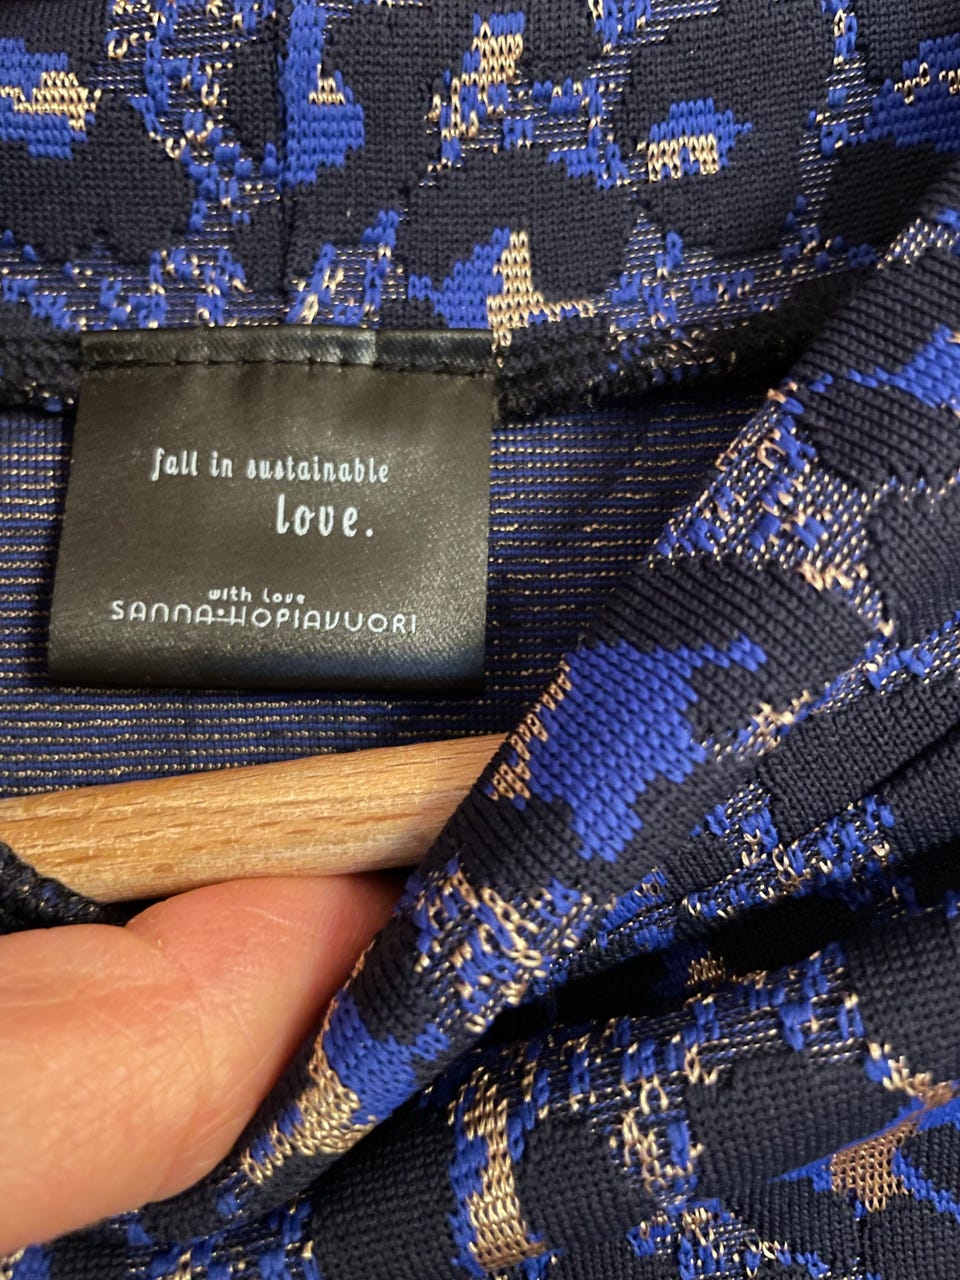 fall in sustainable
love.
with love
SANNA·HOPIAVUORI